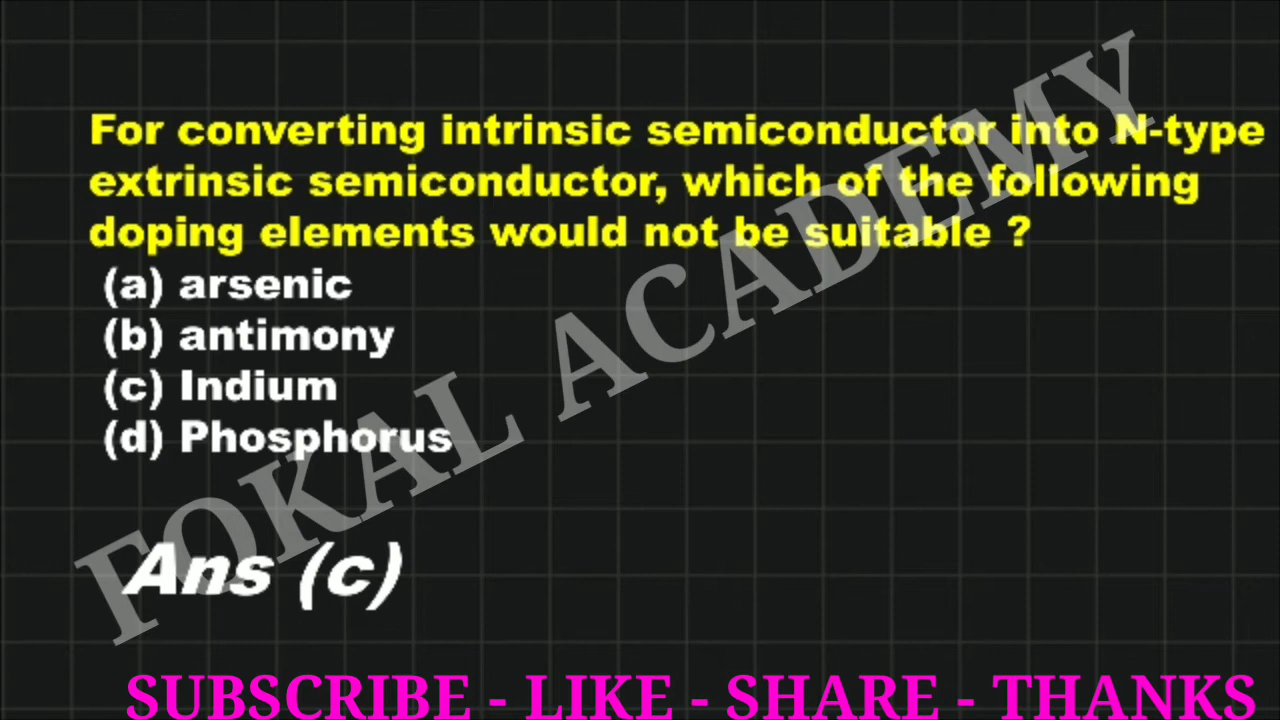 For converting intrinsic semiconductor into N-type
extrinsic semiconductor, which of the following
doping elements would not be suitable ?
(a) arsenic
(b) antimony
(c) Indium
(d) Phosphorus
FOKAL ACADEMY
Ans (c)
SUBSCRIBE - LIKE - SHARE - THANKS